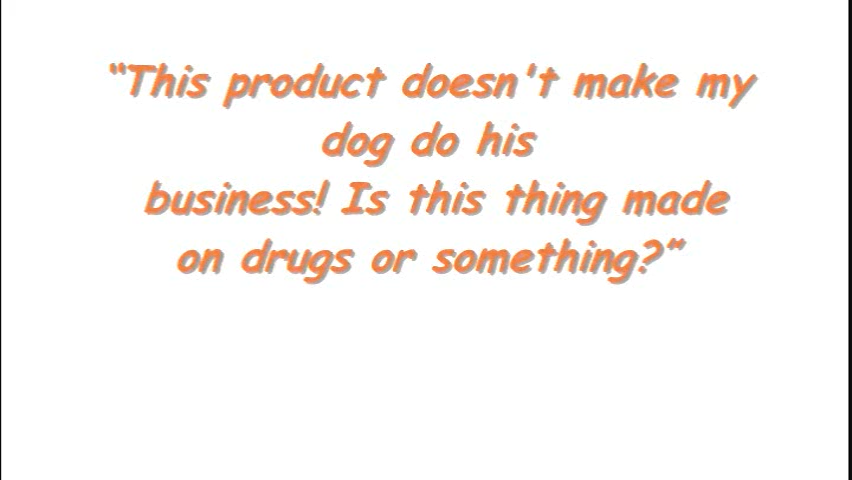 “This product doesn't make my
dog do his
business! Is this thing made
on drugs or something?”